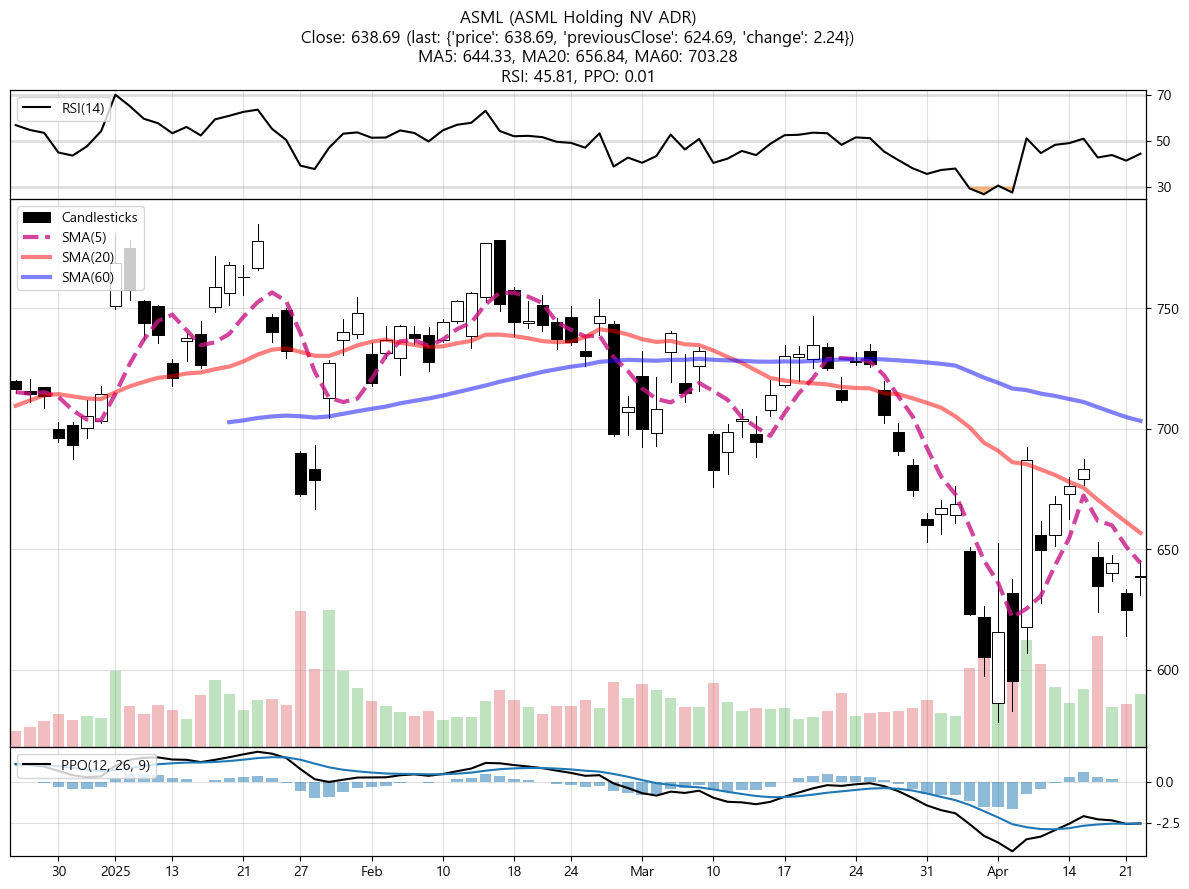 ASML (ASML Holding NV ADR)
Close: 638.69 (last: {'price': 638.69, 'previousClose': 624.69, 'change': 2.24})
MA5: 644.33, MA20: 656.84, MA60: 703.28
RSI: 45.81, PPO: 0.01
RSI(14)
70
50
30
Candlesticks
SMA(5)
SMA(20)
SMA(60)
750
700
650
600
PPO(12, 26, 9)
0.0
−2.5
30 2025 13 21 27 Feb 10 18 24 Mar 10 17 24 31 Apr 14 21